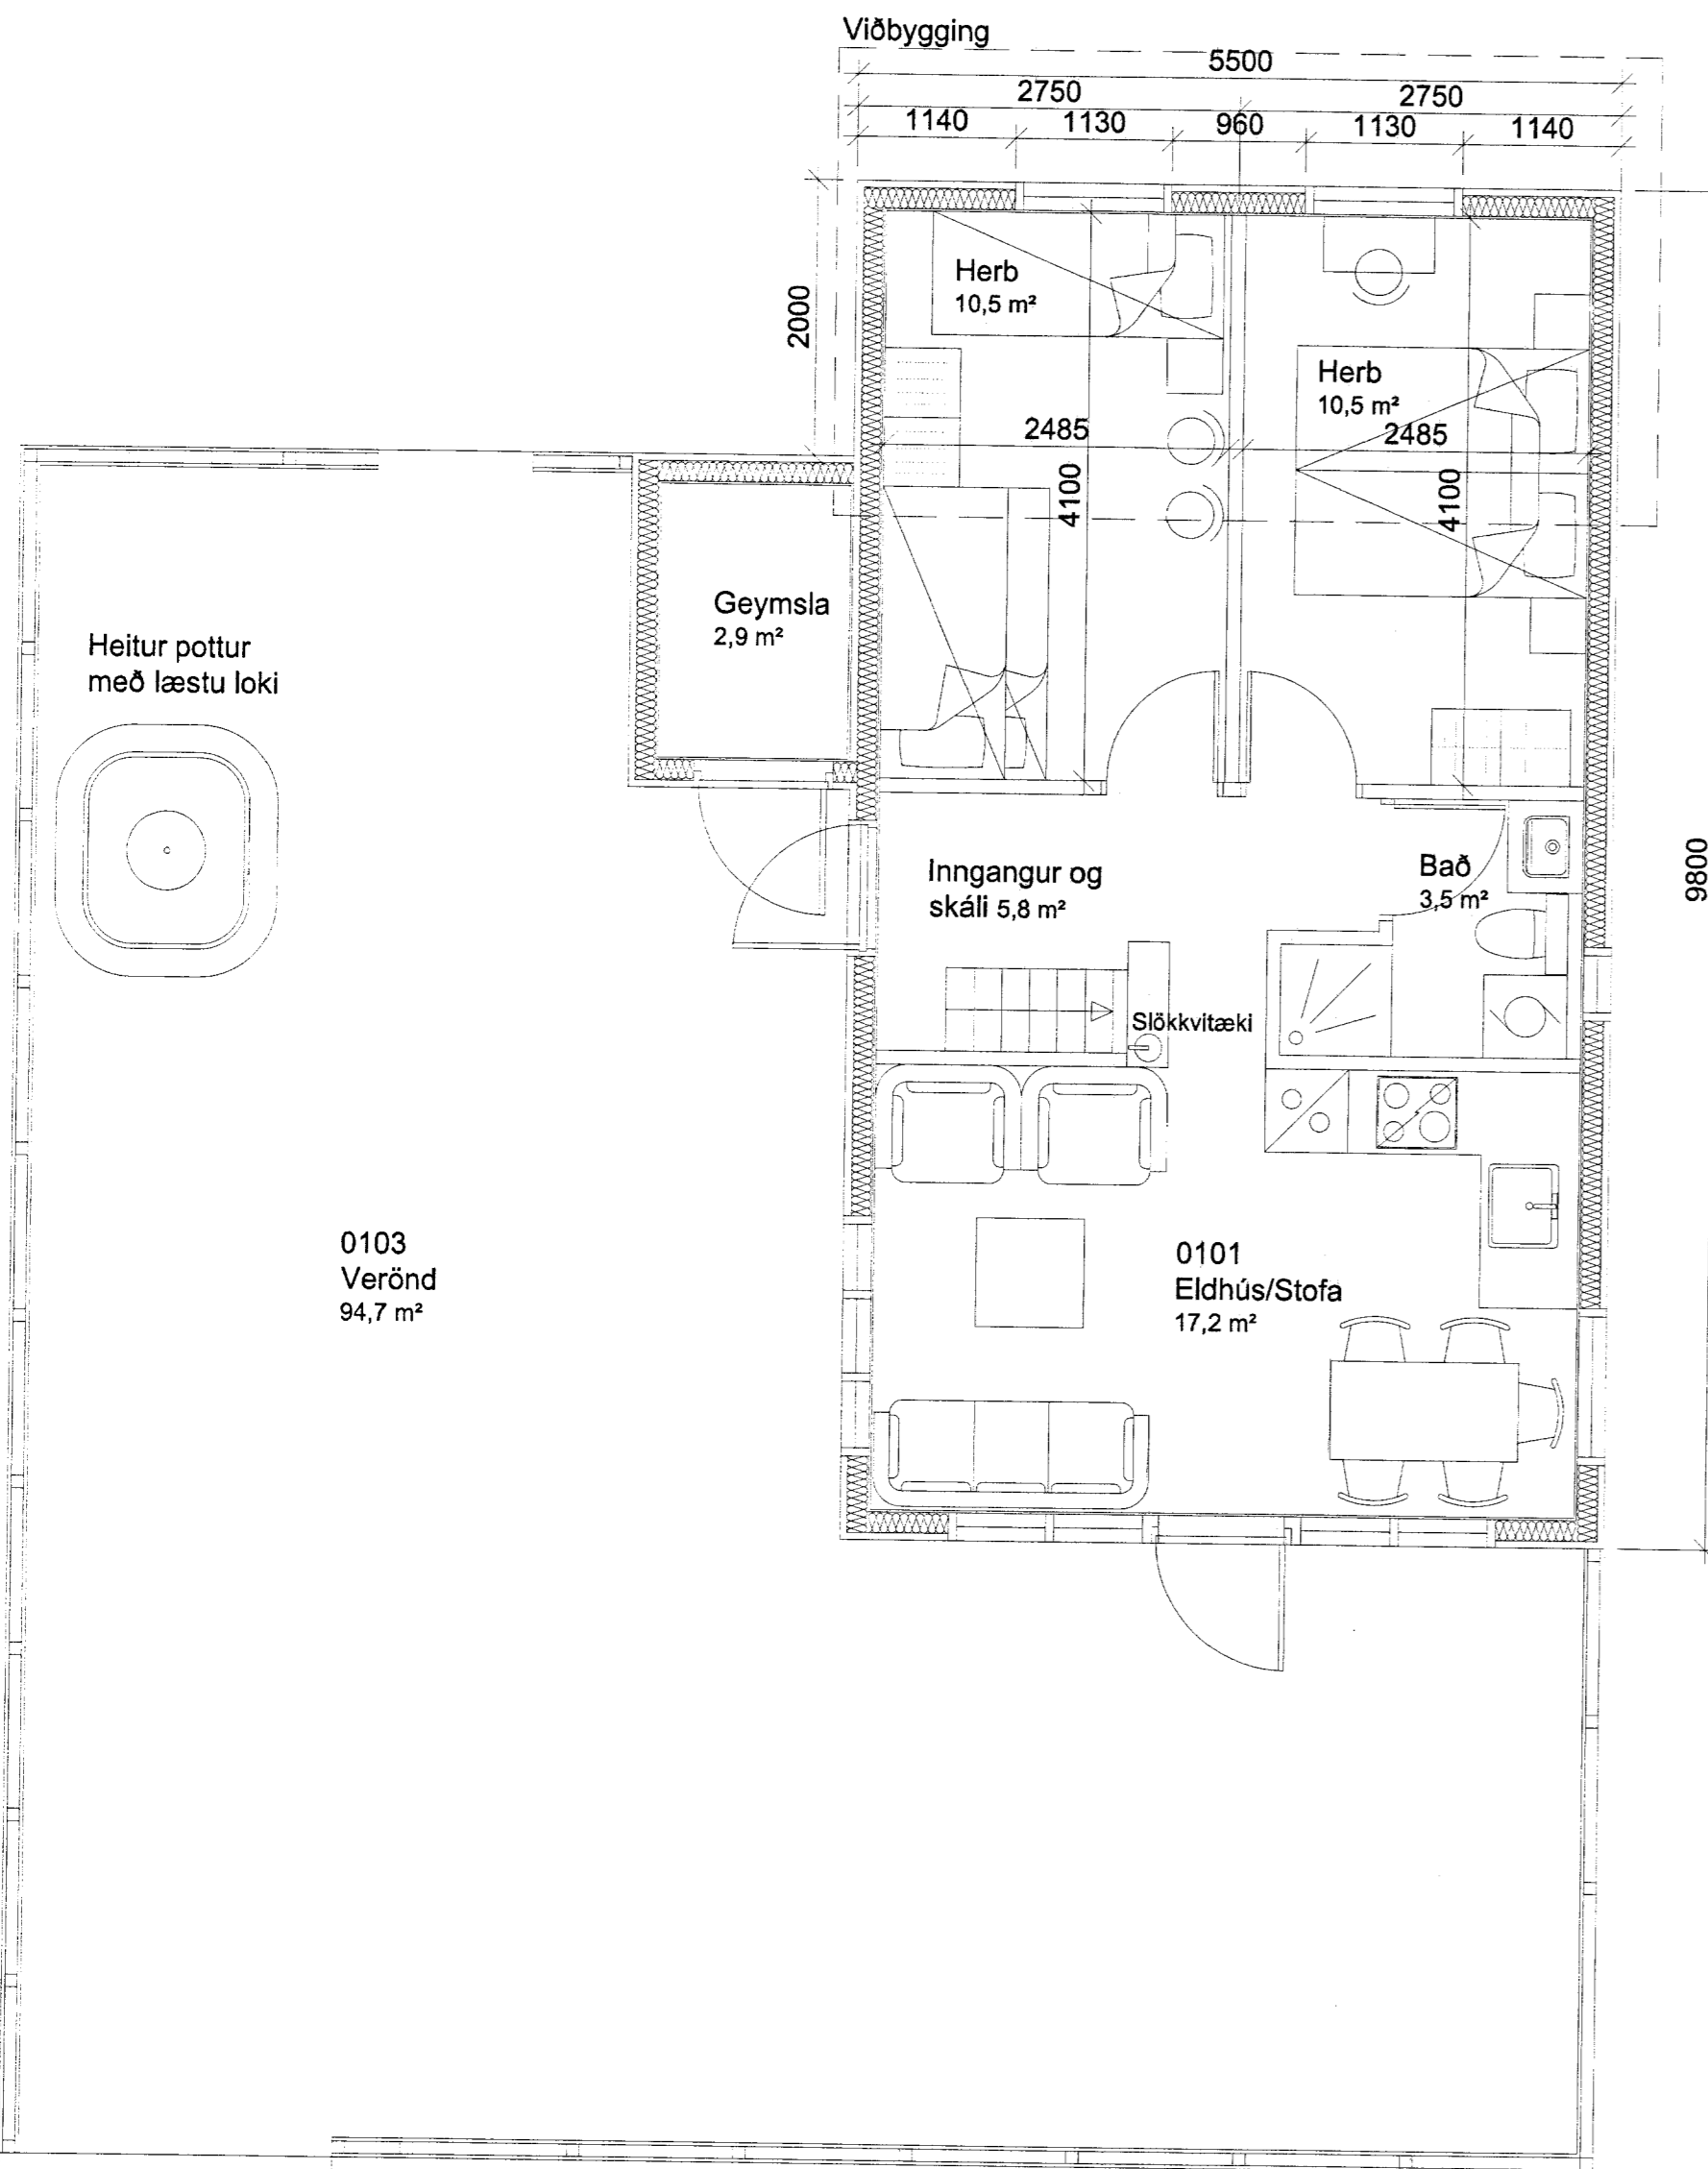 Viðbygging
5500
2750
2750
1140
1130
960
1130
1140
2000
Herb
10,5 m²
Herb
10,5 m²
2485
2485
4100
4100
Geymsla
2,9 m²
Heitur pottur
með læstu loki
9800
Inngangur og
skáli 5,8 m²
Bað
3,5 m²
Slökkvitæki
0103
Verönd
94,7 m²
0101
Eldhús/Stofa
17,2 m²